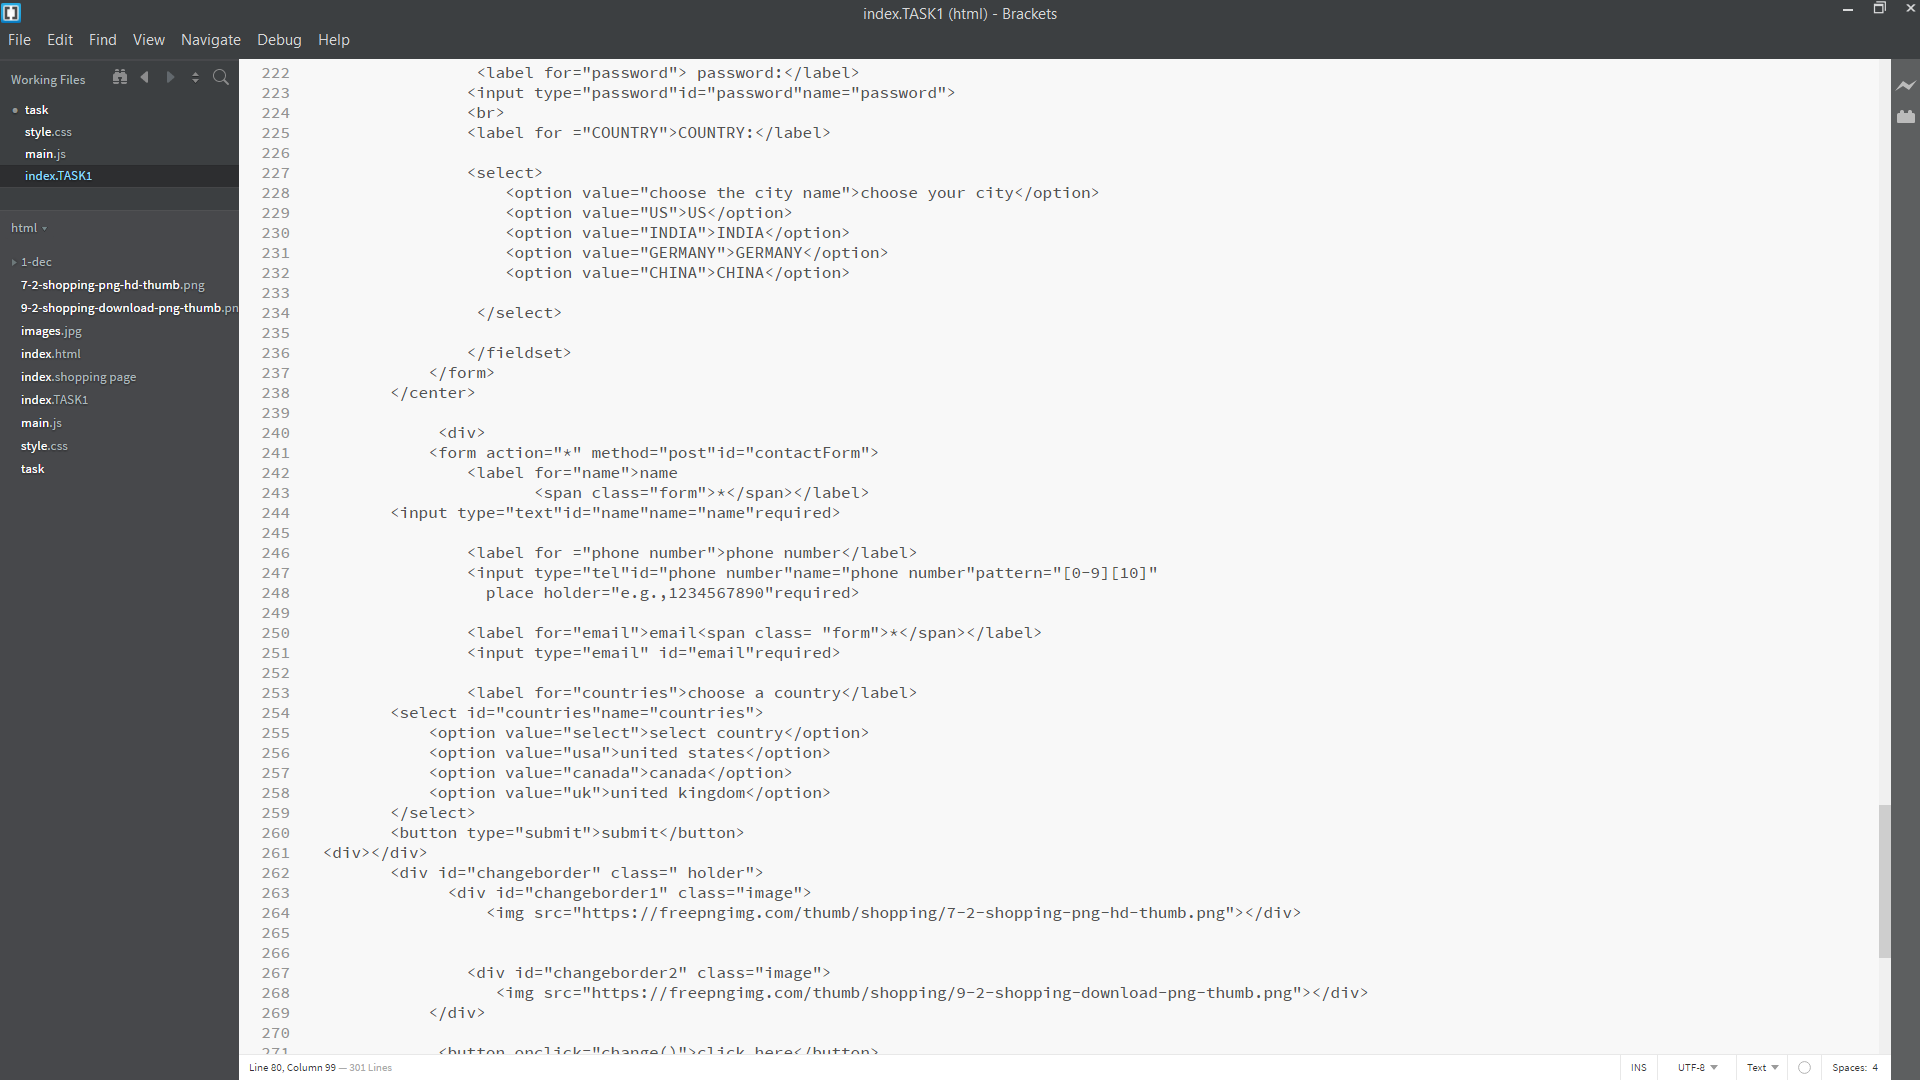 index.TASK1 (html) - Brackets
File Edit Find View Navigate Debug Help
Working Files
task
style.css
main.js
index.TASK1
html
1-dec
7-2-shopping-png-hd-thumb.png
9-2-shopping-download-png-thumb.pn
images.jpg
index.html
index.shopping page
index.TASK1
main.js
style.css
task
222 <label for="password"> password:</label>
223 <input type="password"id="password"name="password">
224 <br>
225 <label for ="COUNTRY">COUNTRY:</label>
226
227 <select>
228 <option value="choose the city name">choose your city</option>
229 <option value="US">US</option>
230 <option value="INDIA">INDIA</option>
231 <option value="GERMANY">GERMANY</option>
232 <option value="CHINA">CHINA</option>
233
234 </select>
235
236 </fieldset>
237 </form>
238 </center>
239
240 <div>
241 <form action="*" method="post"id="contactForm">
242 <label for="name">name
243 <span class="form">*</span></label>
244 <input type="text"id="name"name="name"required>
245
246 <label for ="phone number">phone number</label>
247 <input type="tel"id="phone number"name="phone number"pattern="[0-9][10]"
248 place holder="e.g.,1234567890"required>
249
250 <label for="email">email<span class= "form">*</span></label>
251 <input type="email" id="email"required>
252
253 <label for="countries">choose a country</label>
254 <select id="countries"name="countries">
255 <option value="select">select country</option>
256 <option value="usa">united states</option>
257 <option value="canada">canada</option>
258 <option value="uk">united kingdom</option>
259 </select>
260 <button type="submit">submit</button>
261 <div></div>
262 <div id="changeborder" class=" holder">
263 <div id="changeborder1" class="image">
264 <img src="https://freepngimg.com/thumb/shopping/7-2-shopping-png-hd-thumb.png"></div>
265
266
267 <div id="changeborder2" class="image">
268 <img src="https://freepngimg.com/thumb/shopping/9-2-shopping-download-png-thumb.png"></div>
269 </div>
270
271 <button onclick="change()">click here</button>
Line 80, Column 99 — 301 Lines
INS UTF-8 Text Spaces: 4